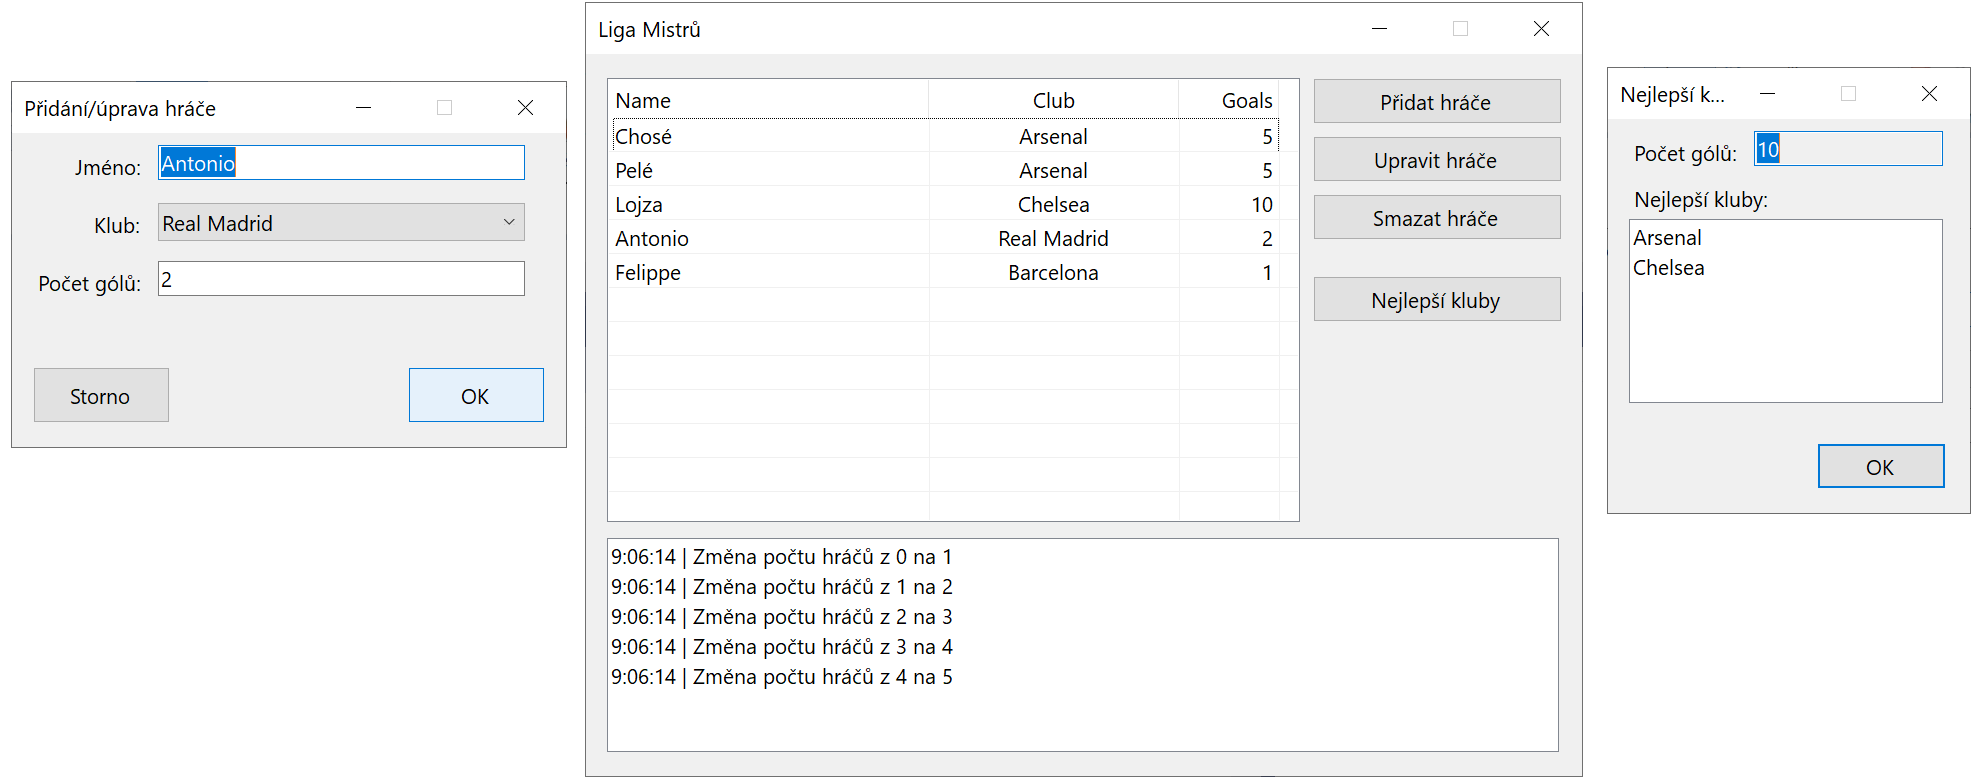 Přidání/úprava hráče
Jméno: Antonio
Klub: Real Madrid
Počet gólů: 2
Storno OK
Liga Mistrů
Name Club Goals
Chosé Arsenal 5
Pelé Arsenal 5
Lojza Chelsea 10
Antonio Real Madrid 2
Felippe Barcelona 1
Přidat hráče
Upravit hráče
Smazat hráče
Nejlepší kluby
9:06:14 | Změna počtu hráčů z 0 na 1
9:06:14 | Změna počtu hráčů z 1 na 2
9:06:14 | Změna počtu hráčů z 2 na 3
9:06:14 | Změna počtu hráčů z 3 na 4
9:06:14 | Změna počtu hráčů z 4 na 5
Nejlepší k...
Počet gólů: 10
Nejlepší kluby:
Arsenal
Chelsea
OK